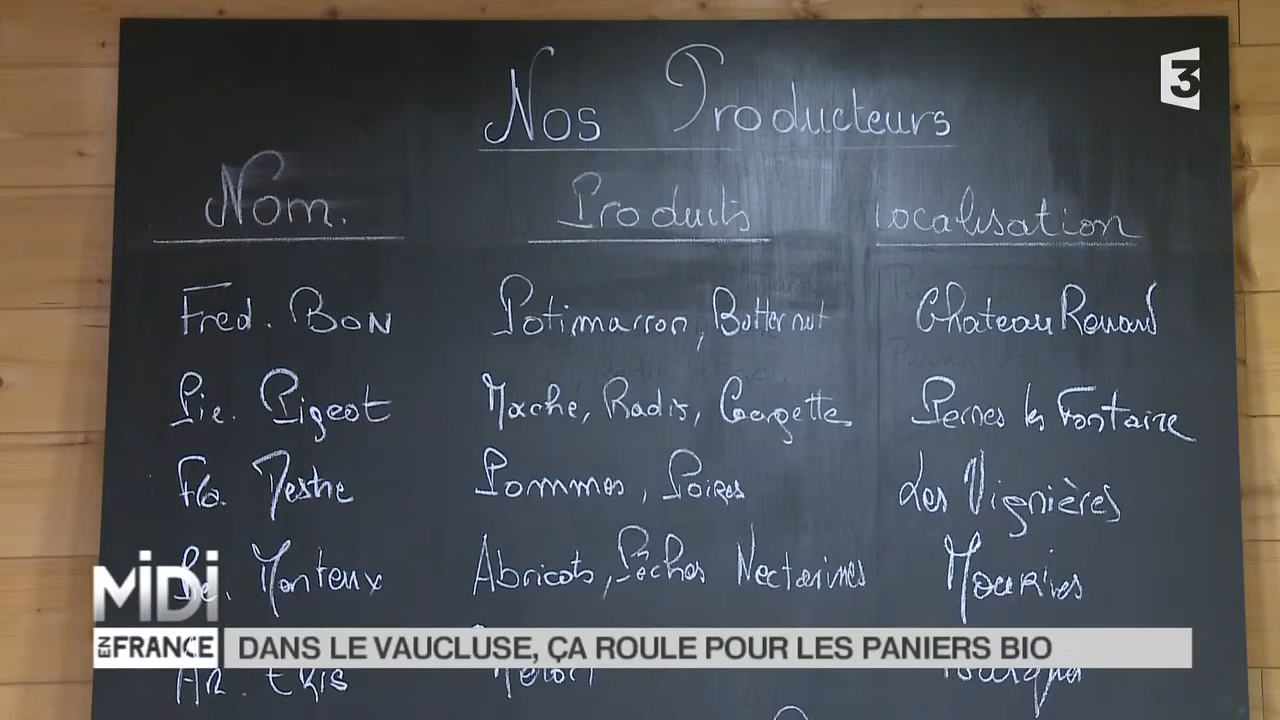 3
Nos Producteurs
Nom. Produits Localisation
Fred. BON Potimarron, Butternut Chateau Renard
Pie. Pigeot Mache, Radis, Courgette Pernes les Fontaine
Flo. Mestre Pommes, Poires Les Vignières
Monteux Abricots, Pêches Nectarines Mouriès
MiDi
EN FRANCE DANS LE VAUCLUSE, ÇA ROULE POUR LES PANIERS BIO
Melon